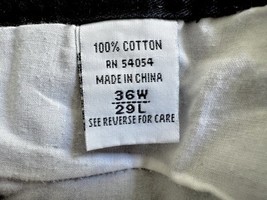 100% COTTON
RN 54054
MADE IN CHINA
36W
29L
SEE REVERSE FOR CARE